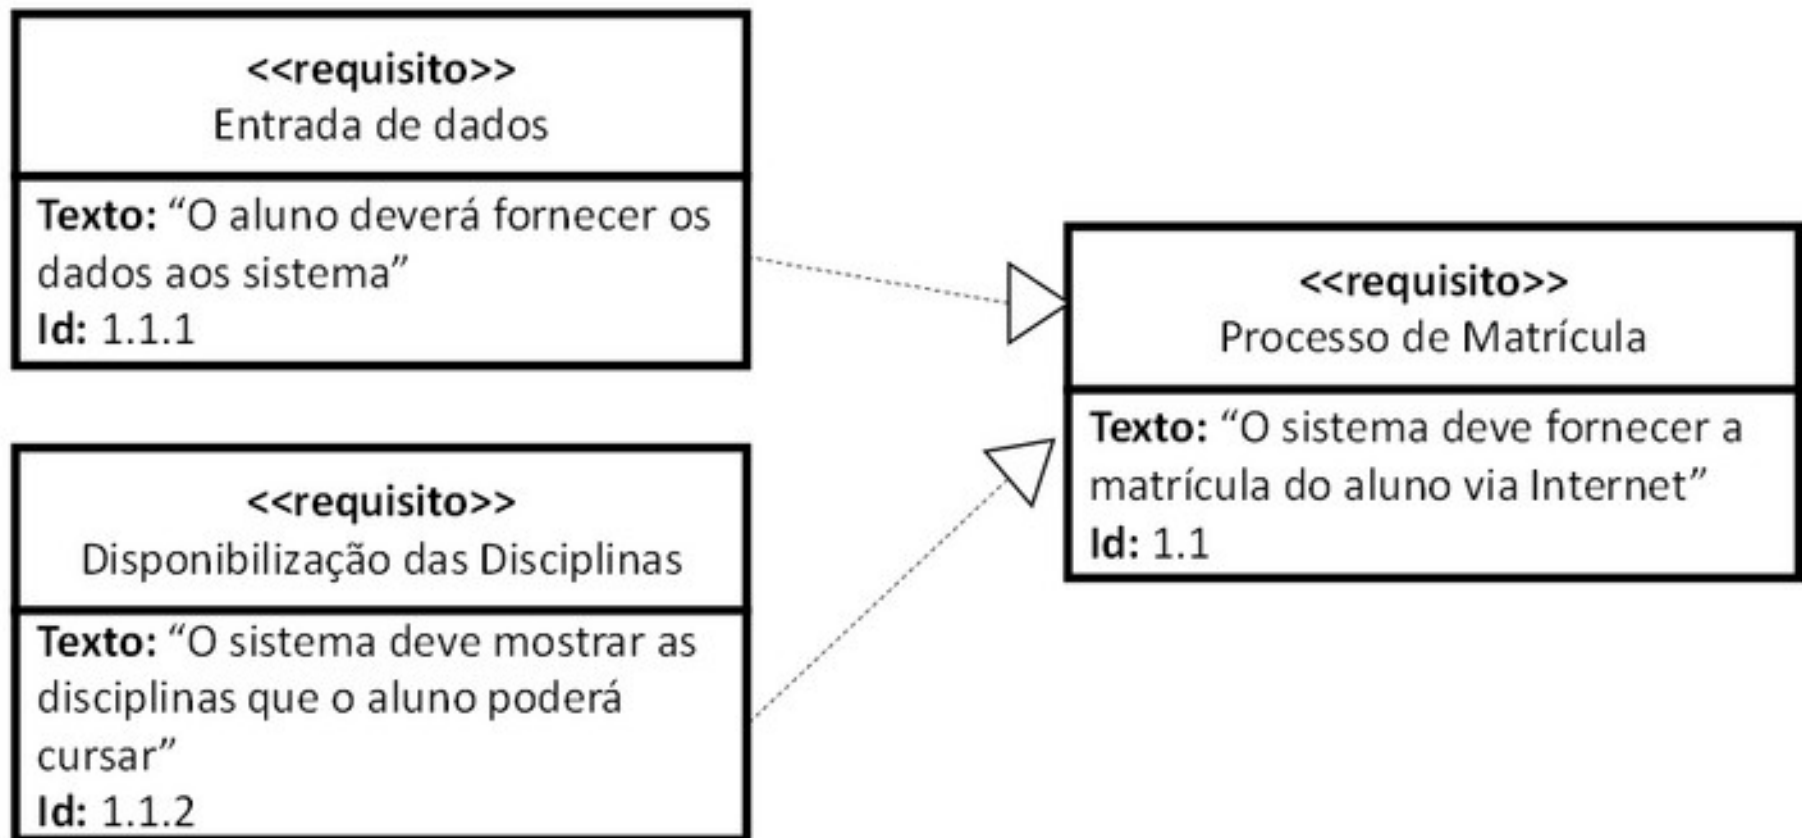 <<requisito>>
Entrada de dados
Texto: “O aluno deverá fornecer os
dados aos sistema”
Id: 1.1.1
<<requisito>>
Disponibilização das Disciplinas
Texto: “O sistema deve mostrar as
disciplinas que o aluno poderá
cursar”
Id: 1.1.2
<<requisito>>
Processo de Matrícula
Texto: “O sistema deve fornecer a
matrícula do aluno via Internet”
Id: 1.1